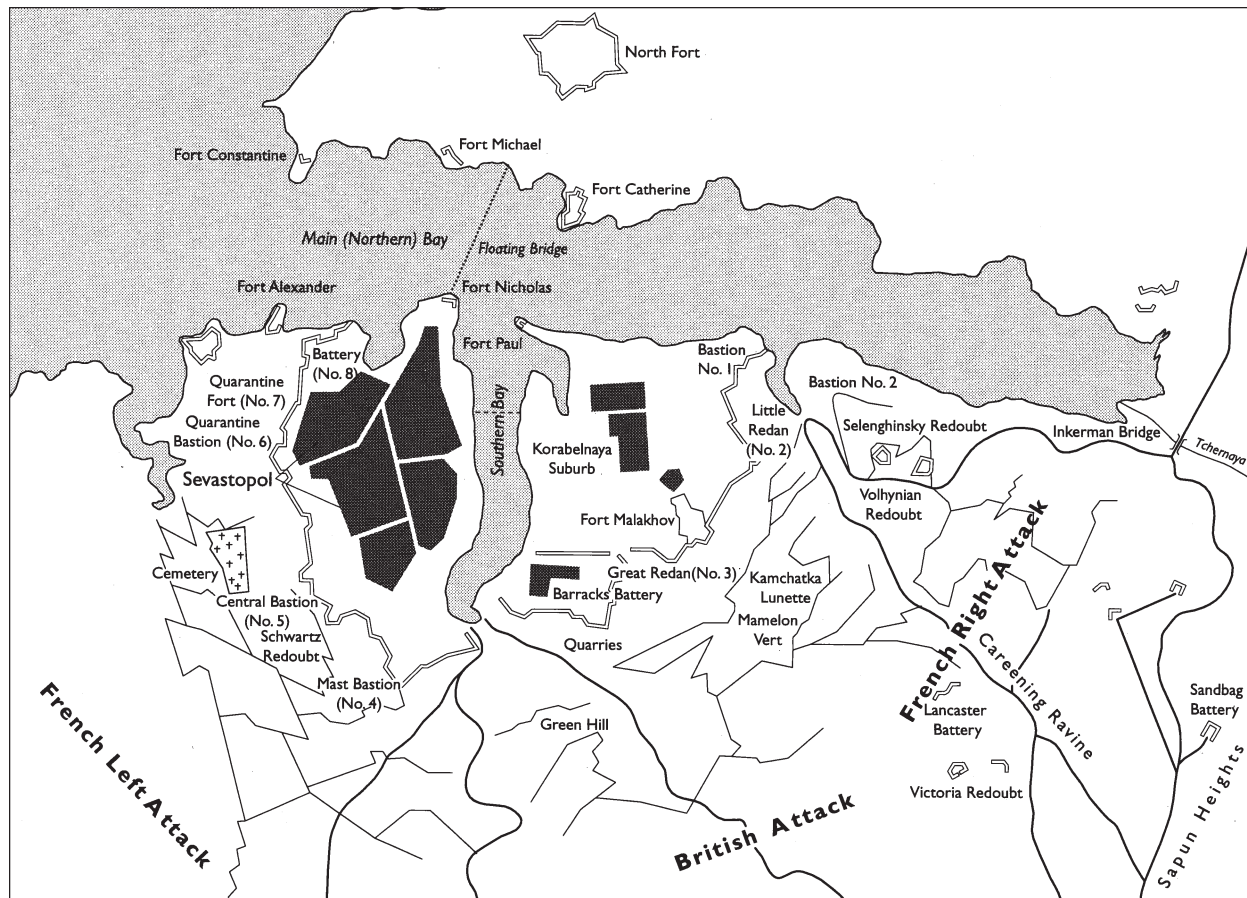 North Fort
Fort Constantine
Fort Michael
Fort Catherine
Main (Northern) Bay
Floating Bridge
Fort Alexander
Fort Nicholas
Fort Paul
Battery
(No. 8)
Bastion
No. 1
Bastion No. 2
Quarantine
Fort (No. 7)
Quarantine
Bastion (No. 6)
Southern Bay
Little
Redan
(No. 2)
Selenghinsky Redoubt
Inkerman Bridge
Tchernaya
Korabelnaya
Suburb
Sevastopol
Volhynian
Redoubt
Fort Malakhov
Cemetery
Great Redan (No. 3)
Barracks Battery
Kamchatka
Lunette
Central Bastion
(No. 5)
Schwartz
Redoubt
Mamelon
Vert
Quarries
French Right Attack
Careening Ravine
Mast Bastion
(No. 4)
Sandbag
Battery
Lancaster
Battery
Green Hill
French Left Attack
Victoria Redoubt
British Attack
Sapun Heights